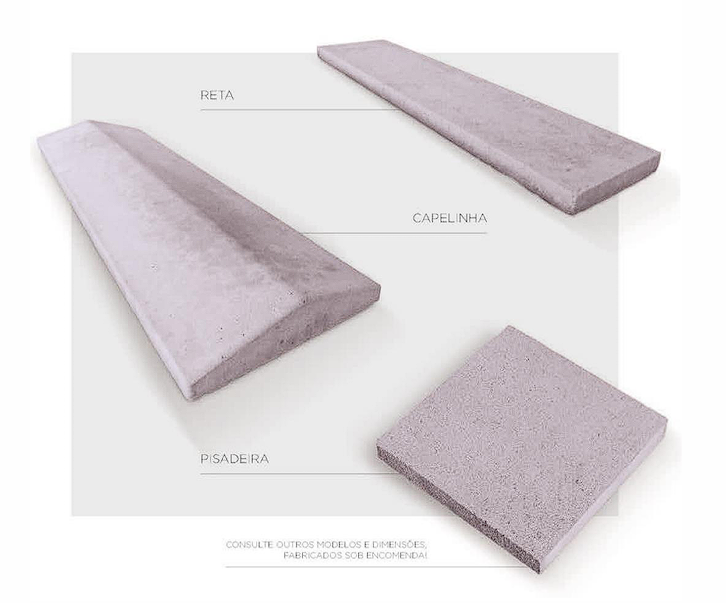 RETA
CAPELINHA
PISADEIRA
CONSULTE OUTROS MODELOS E DIMENSÕES,
FABRICADOS SOB ENCOMENDA!